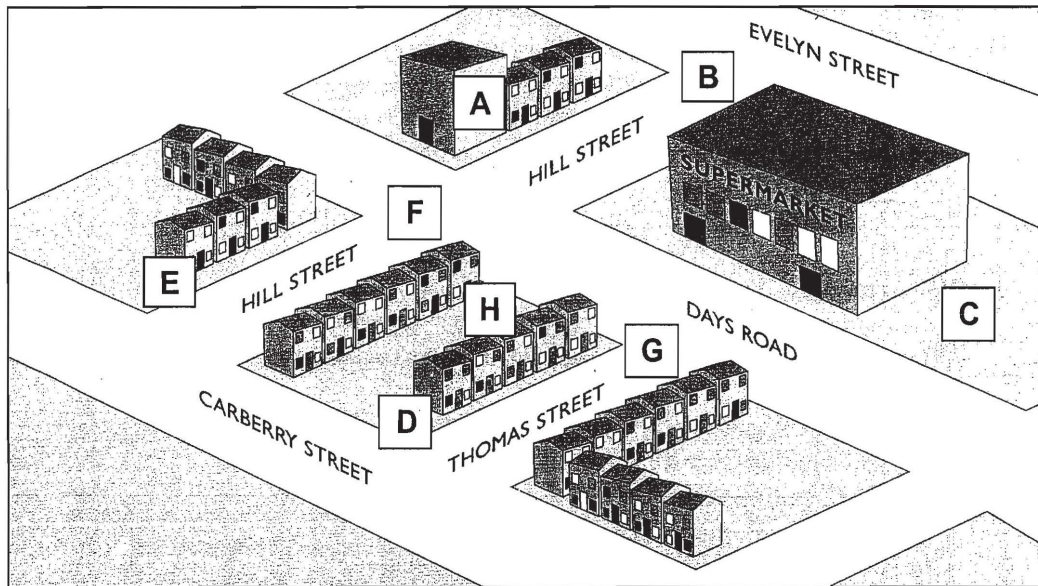 EVELYN STREET
B
A
HILL STREET
SUPERMARKET
F
E
HILL STREET
H
C
DAYS ROAD
G
D
CARBERRY STREET
THOMAS STREET